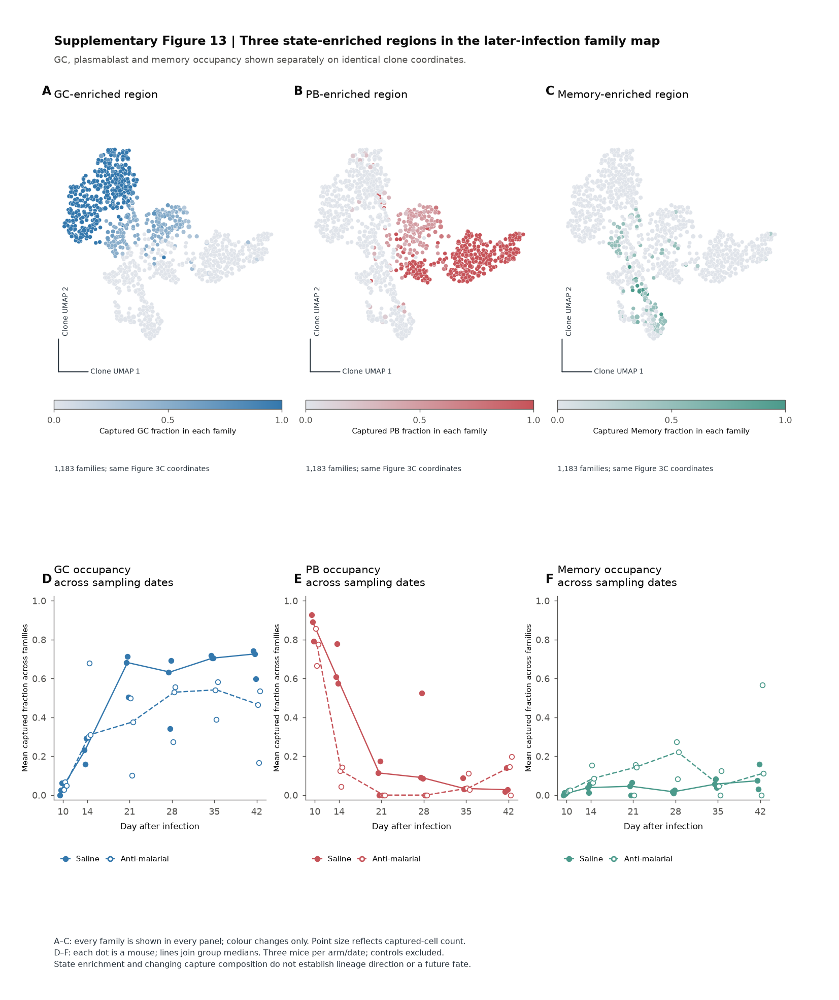 Supplementary Figure 13 | Three state-enriched regions in the later-infection family map
GC, plasmablast and memory occupancy shown separately on identical clone coordinates.
A GC-enriched region
Clone UMAP 2
Clone UMAP 1
0.0 0.5 1.0
Captured GC fraction in each family
1,183 families; same Figure 3C coordinates
B PB-enriched region
Clone UMAP 2
Clone UMAP 1
0.0 0.5 1.0
Captured PB fraction in each family
1,183 families; same Figure 3C coordinates
C Memory-enriched region
Clone UMAP 2
Clone UMAP 1
0.0 0.5 1.0
Captured Memory fraction in each family
1,183 families; same Figure 3C coordinates
D GC occupancy
across sampling dates
Mean captured fraction across families
1.0
0.8
0.6
0.4
0.2
0.0
10 14 21 28 35 42
Day after infection
Saline Anti-malarial
E PB occupancy
across sampling dates
Mean captured fraction across families
1.0
0.8
0.6
0.4
0.2
0.0
10 14 21 28 35 42
Day after infection
Saline Anti-malarial
F Memory occupancy
across sampling dates
Mean captured fraction across families
1.0
0.8
0.6
0.4
0.2
0.0
10 14 21 28 35 42
Day after infection
Saline Anti-malarial
A–C: every family is shown in every panel; colour changes only. Point size reflects captured-cell count.
D–F: each dot is a mouse; lines join group medians. Three mice per arm/date; controls excluded.
State enrichment and changing capture composition do not establish lineage direction or a future fate.